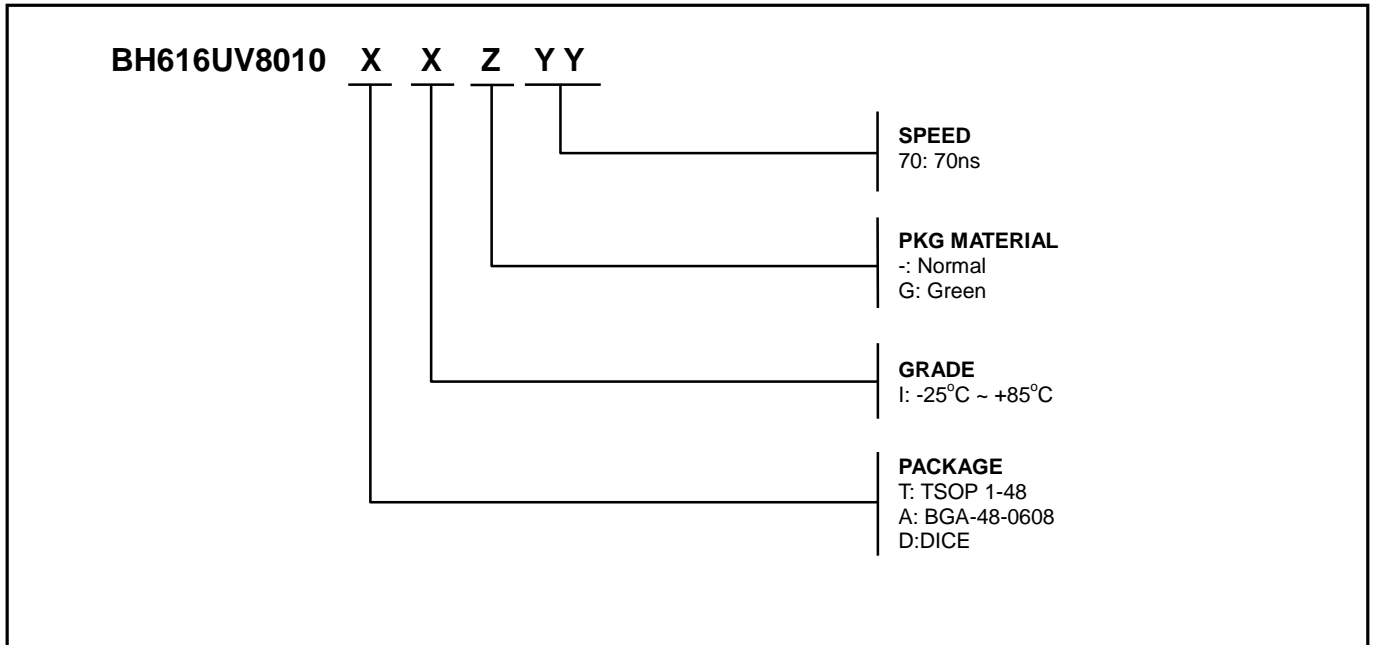 BH616UV8010 X X Z Y Y
SPEED
70: 70ns
PKG MATERIAL
-: Normal
G: Green
GRADE
I: -25°C ~ +85°C
PACKAGE
T: TSOP 1-48
A: BGA-48-0608
D:DICE